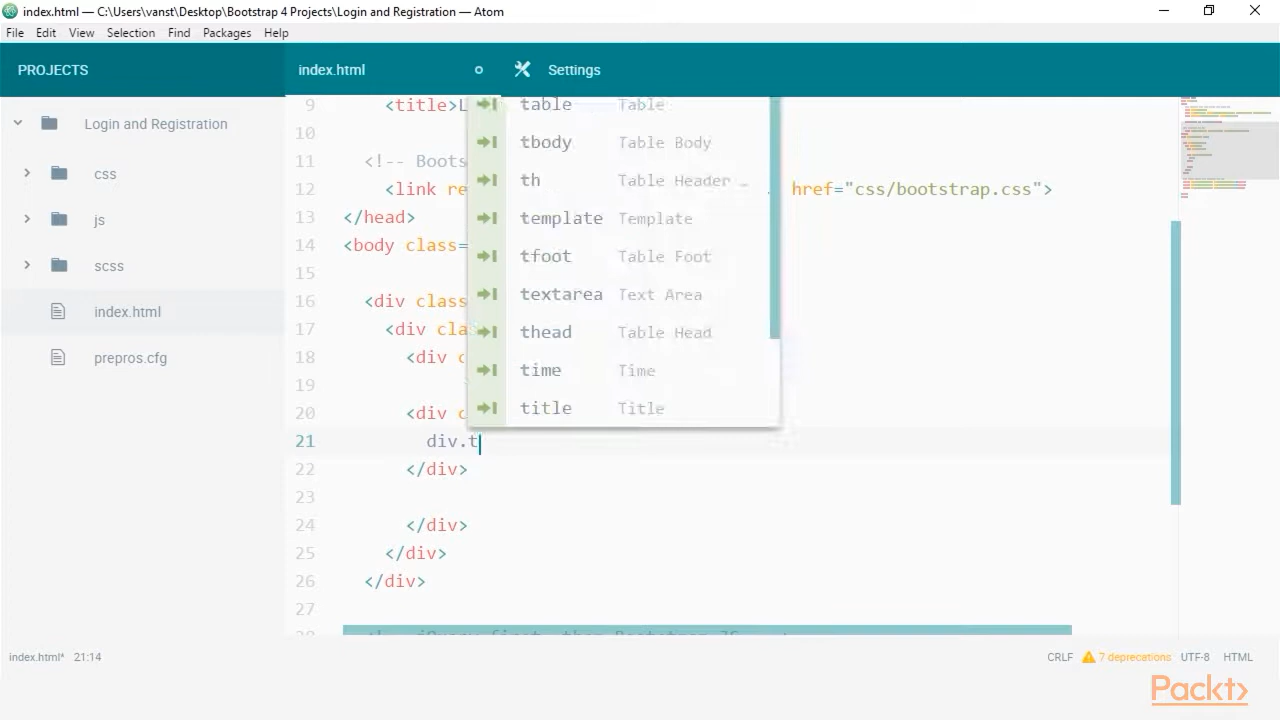 index.html — C:\Users\vanst\Desktop\Bootstrap 4 Projects\Login and Registration — Atom
File Edit View Selection Find Packages Help
PROJECTS
index.html
Settings
Login and Registration
css
js
scss
index.html
prepros.cfg
9 <title>L
10
11 <!-- Boots
12 <link re href="css/bootstrap.css">
13 </head>
14 <body class=
15
16 <div class
17 <div cla
18 <div c
19
20 <div c
21 div.t
22 </div>
23
24 </div>
25 </div>
26 </div>
27
table Table
tbody Table Body
th Table Header …
template Template
tfoot Table Foot
textarea Text Area
thead Table Head
time Time
title Title
index.html* 21:14
CRLF 7 deprecations UTF-8 HTML
Packt>